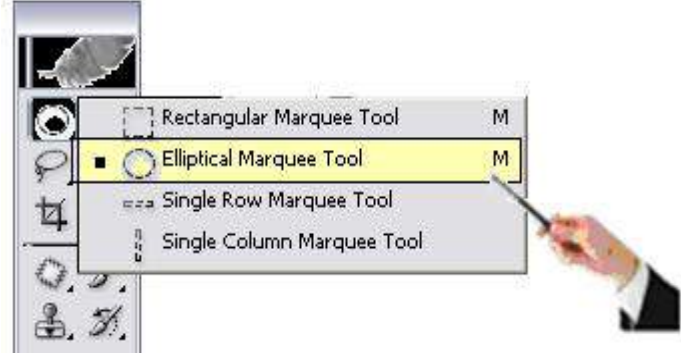 Rectangular Marquee Tool M
Elliptical Marquee Tool M
Single Row Marquee Tool
Single Column Marquee Tool